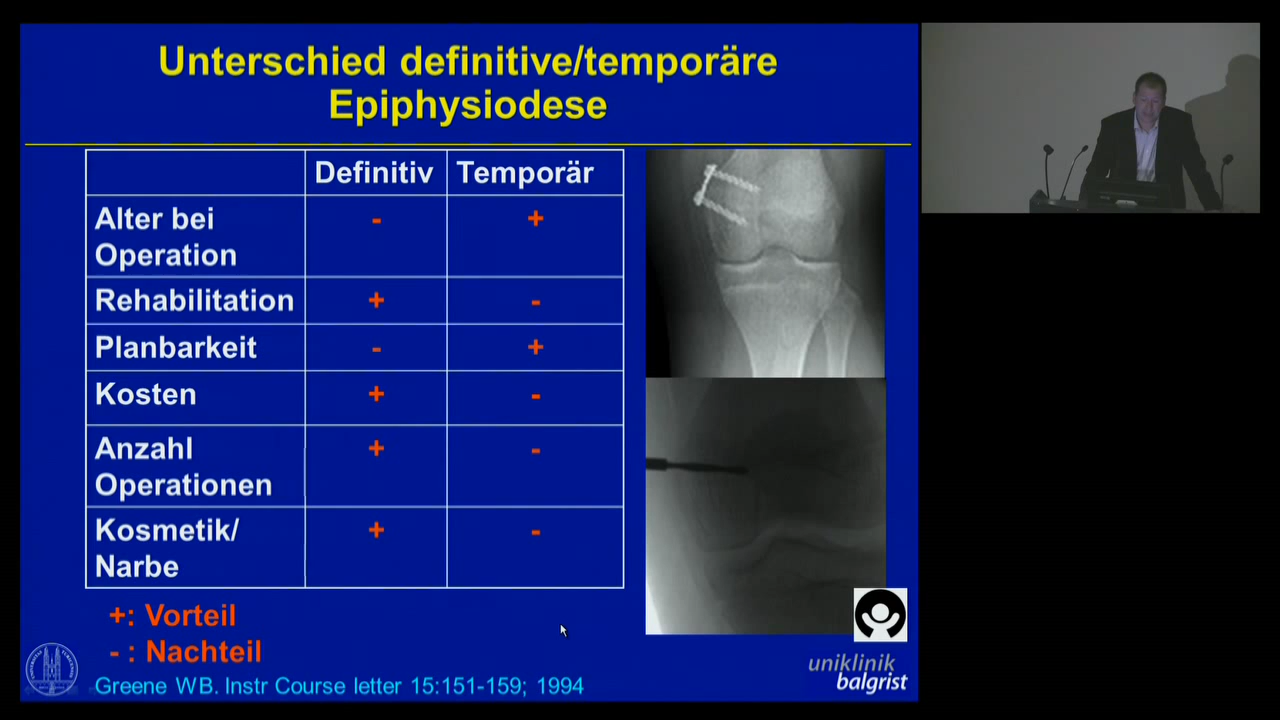 Unterschied definitive/temporäre
Epiphysiodese
Definitiv Temporär
Alter bei
Operation - +
Rehabilitation + -
Planbarkeit - +
Kosten + -
Anzahl
Operationen + -
Kosmetik/
Narbe + -
+: Vorteil
- : Nachteil
Greene WB. Instr Course letter 15:151-159; 1994
uniklinik
balgrist